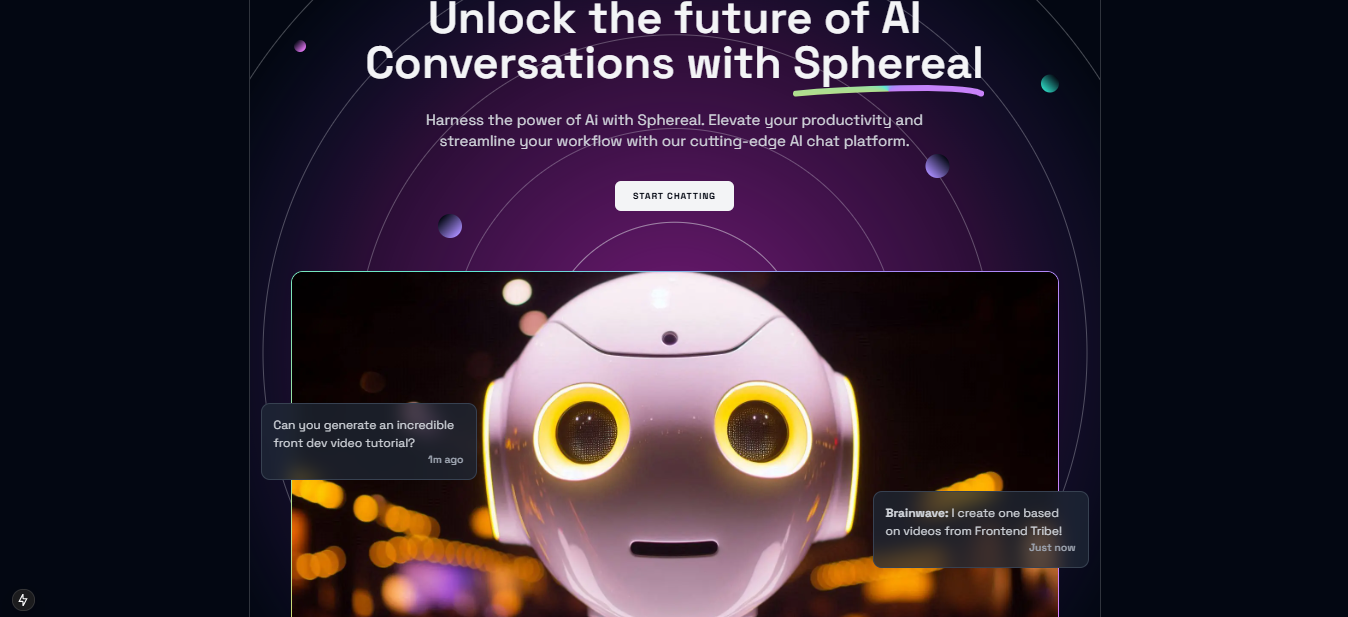 Unlock the future of AI
Conversations with Sphereal
Harness the power of Ai with Sphereal. Elevate your productivity and
streamline your workflow with our cutting-edge AI chat platform.
START CHATTING
Can you generate an incredible
front dev video tutorial?
1m ago
Brainwave: I create one based
on videos from Frontend Tribe!
Just now